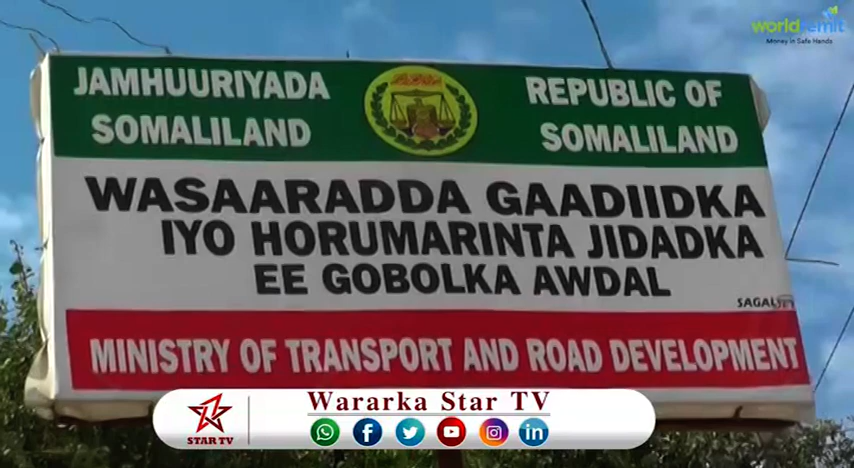 worldremit
Money in Safe Hands
JAMHUURIYADA
SOMALILAND
REPUBLIC OF
SOMALILAND
WASAARADDA GAADIIDKA
IYO HORUMARINTA JIDADKA
EE GOBOLKA AWDAL
SAGALJET
MINISTRY OF TRANSPORT AND ROAD DEVELOPMENT
STAR TV
Wararka Star TV